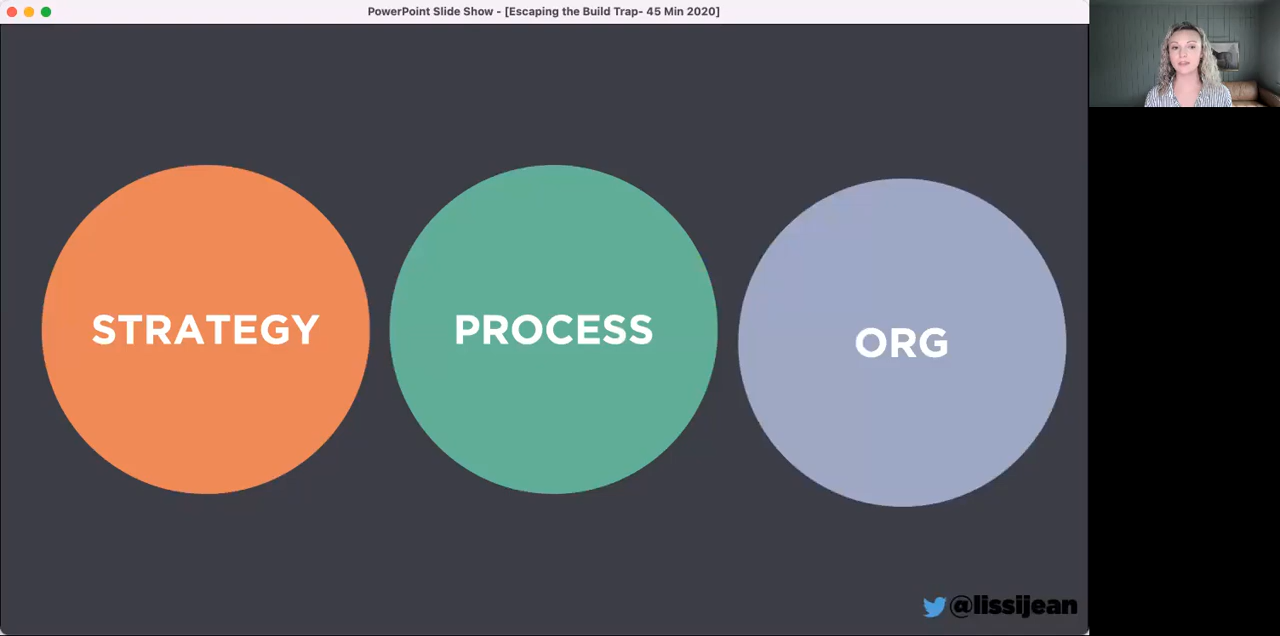 PowerPoint Slide Show - [Escaping the Build Trap- 45 Min 2020]
STRATEGY
PROCESS
ORG
@lissijean